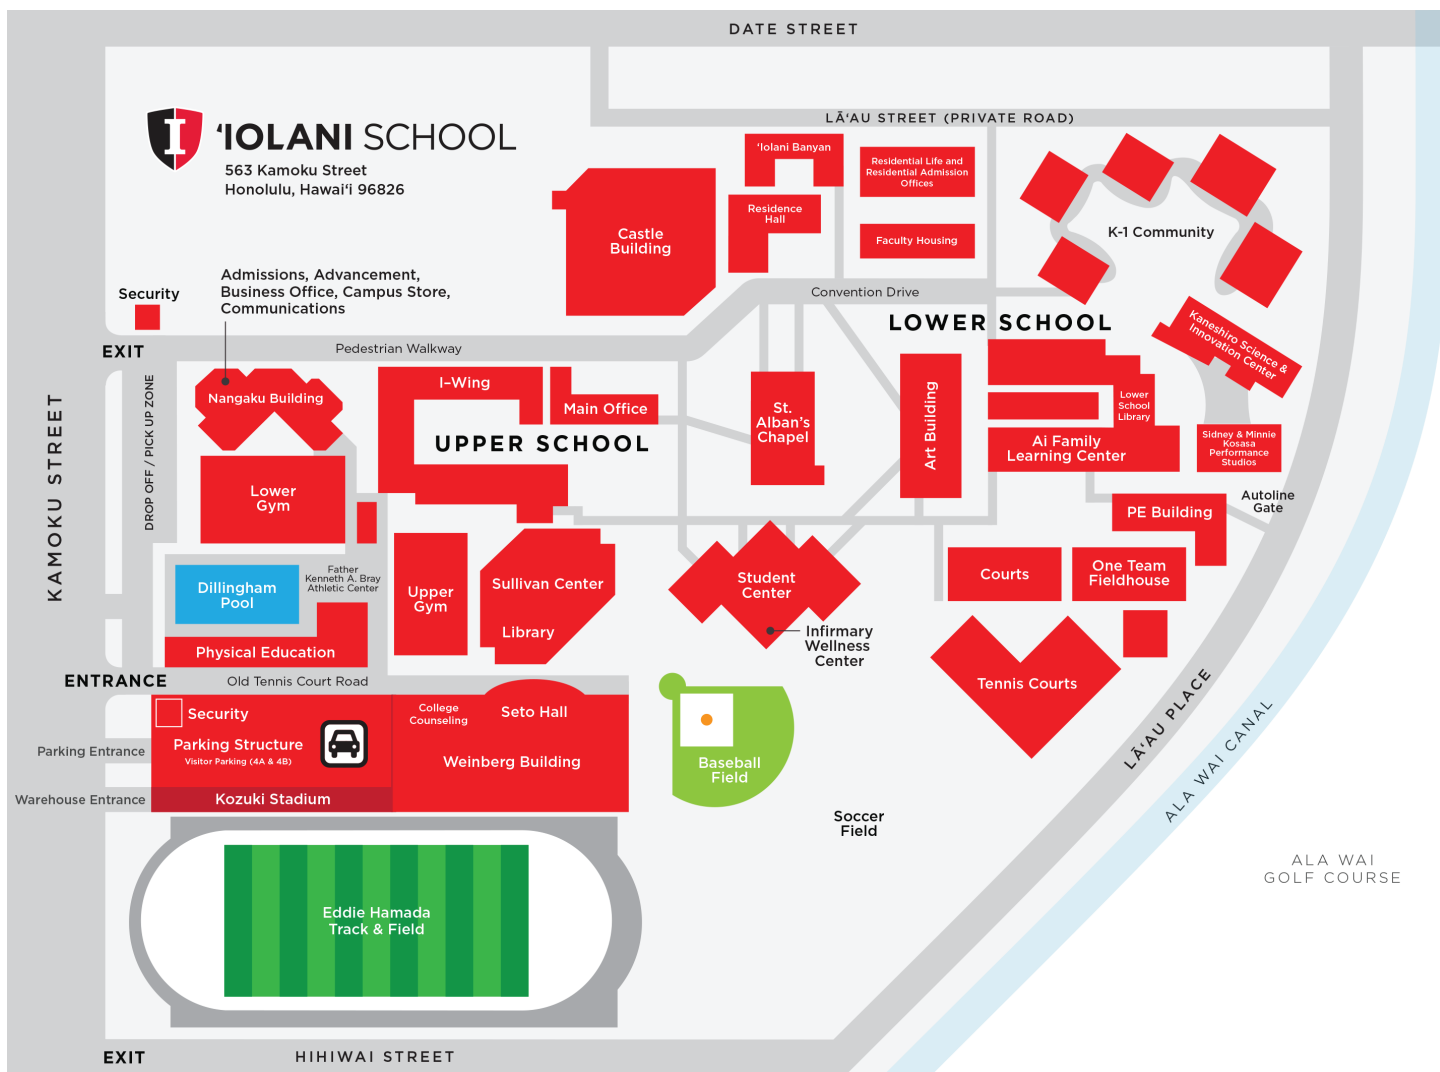 DATE STREET
LĀʻAU STREET (PRIVATE ROAD)
I
ʻIOLANI SCHOOL
563 Kamoku Street
Honolulu, Hawaiʻi 96826
ʻIolani Banyan
Residential Life and
Residential Admission
Offices
Residence
Hall
Faculty Housing
Castle
Building
K-1 Community
Convention Drive
LOWER SCHOOL
Kaneshiro Science &
Innovation Center
Admissions, Advancement,
Business Office, Campus Store,
Communications
Security
EXIT
Pedestrian Walkway
KAMOKU STREET
DROP OFF / PICK UP ZONE
Nangaku Building
I–Wing
Main Office
UPPER SCHOOL
St.
Alban's
Chapel
Art Building
Lower
School
Library
Ai Family
Learning Center
Sidney & Minnie
Kosasa
Performance
Studios
Autoline
Gate
PE Building
Lower
Gym
Dillingham
Pool
Father
Kenneth A. Bray
Athletic Center
Upper
Gym
Sullivan Center
Library
Student
Center
Infirmary
Wellness
Center
Courts
One Team
Fieldhouse
Tennis Courts
Physical Education
ENTRANCE
Old Tennis Court Road
Security
Parking Structure
Visitor Parking (4A & 4B)
College
Counseling
Seto Hall
Weinberg Building
Parking Entrance
Warehouse Entrance
Kozuki Stadium
Baseball
Field
Soccer
Field
LĀʻAU PLACE
ALA WAI CANAL
ALA WAI
GOLF COURSE
Eddie Hamada
Track & Field
EXIT
HIHIWAI STREET